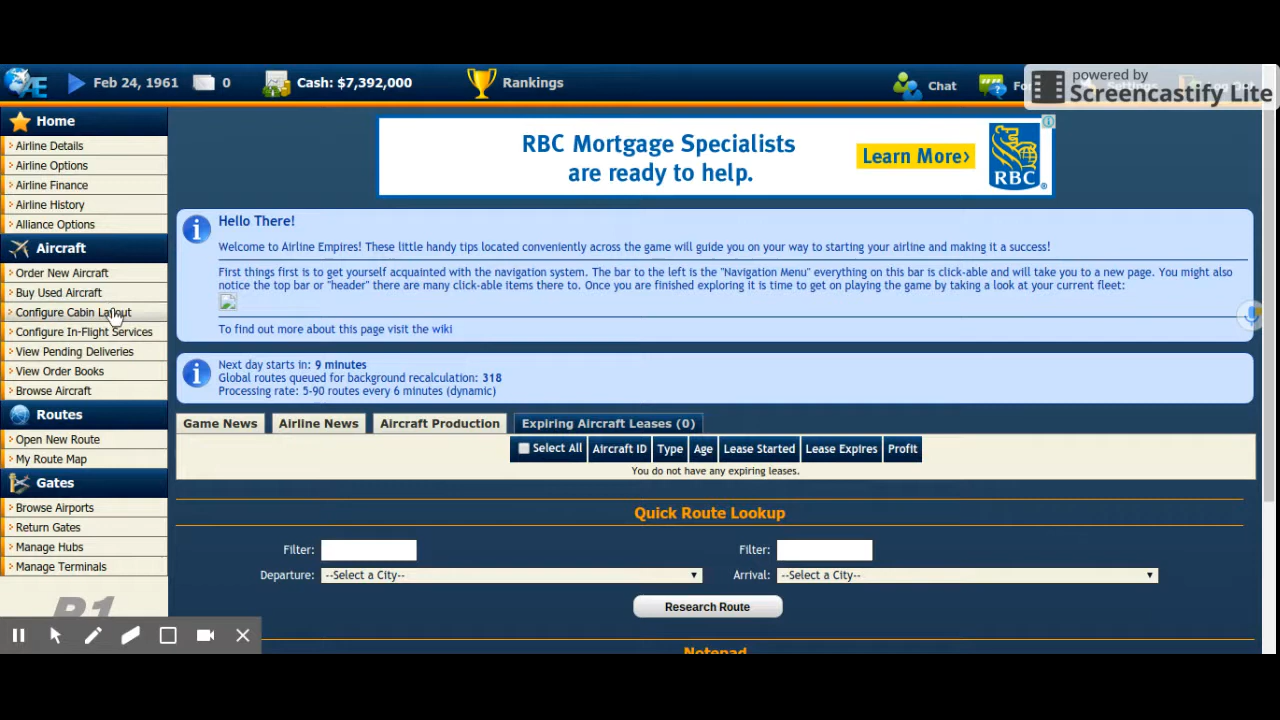 AE Feb 24, 1961 0 Cash: $7,392,000 Rankings Chat
powered by
Screencastify Lite
Home
Airline Details
Airline Options
Airline Finance
Airline History
Alliance Options
Aircraft
Order New Aircraft
Buy Used Aircraft
Configure Cabin Layout
Configure In-Flight Services
View Pending Deliveries
View Order Books
Browse Aircraft
Routes
Open New Route
My Route Map
Gates
Browse Airports
Return Gates
Manage Hubs
Manage Terminals
RBC Mortgage Specialists
are ready to help.
Learn More>
RBC
Hello There!
Welcome to Airline Empires! These little handy tips located conveniently across the game will guide you on your way to starting your airline and making it a success!
First things first is to get yourself acquainted with the navigation system. The bar to the left is the "Navigation Menu" everything on this bar is click-able and will take you to a new page. You might also
notice the top bar or "header" there are many click-able items there to. Once you are finished exploring it is time to get on playing the game by taking a look at your current fleet:
To find out more about this page visit the wiki
Next day starts in: 9 minutes
Global routes queued for background recalculation: 318
Processing rate: 5-90 routes every 6 minutes (dynamic)
Game News Airline News Aircraft Production Expiring Aircraft Leases (0)
Select All Aircraft ID Type Age Lease Started Lease Expires Profit
You do not have any expiring leases.
Quick Route Lookup
Filter: Filter:
Departure: --Select a City-- Arrival: --Select a City--
Research Route
Notepad